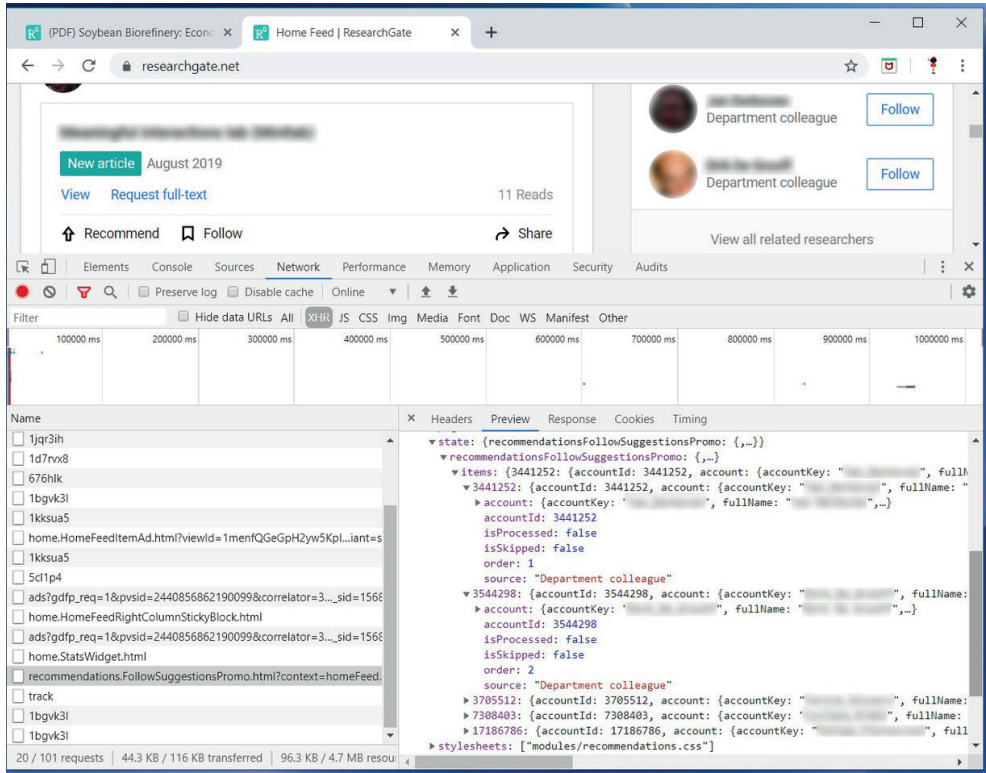 (PDF) Soybean Biorefinery: Econo
Home Feed | ResearchGate
researchgate.net
New article August 2019
View Request full-text 11 Reads
Recommend Follow Share
Department colleague Follow
Department colleague Follow
View all related researchers
Elements Console Sources Network Performance Memory Application Security Audits
Preserve log Disable cache Online
Filter Hide data URLs All XHR JS CSS Img Media Font Doc WS Manifest Other
100000 ms 200000 ms 300000 ms 400000 ms 500000 ms 600000 ms 700000 ms 800000 ms 900000 ms 1000000 ms
Name
1jqr3ih
1d7rvx8
676hlk
1bgvk3l
1kksua5
home.HomeFeedItemAd.html?viewId=1menfQGeGpH2yw5Kpl...iant=s
1kksua5
5cl1p4
ads?gdfp_req=1&pvsid=2440856862190099&correlator=3..._sid=1568
home.HomeFeedRightColumnStickyBlock.html
ads?gdfp_req=1&pvsid=2440856862190099&correlator=3..._sid=1568
home.StatsWidget.html
recommendations.FollowSuggestionsPromo.html?context=homeFeed.
track
1bgvk3l
1bgvk3l
20 / 101 requests 44.3 KB / 116 KB transferred 96.3 KB / 4.7 MB resou
Headers Preview Response Cookies Timing
state: {recommendationsFollowSuggestionsPromo: {,…}}
recommendationsFollowSuggestionsPromo: {,…}
items: {3441252: {accountId: 3441252, account: {accountKey: " ", fullN
3441252: {accountId: 3441252, account: {accountKey: " ", fullName: "
account: {accountKey: " ", fullName: " ",…}
accountId: 3441252
isProcessed: false
isSkipped: false
order: 1
source: "Department colleague"
3544298: {accountId: 3544298, account: {accountKey: " ", fullName:
account: {accountKey: " ", fullName: " ",…}
accountId: 3544298
isProcessed: false
isSkipped: false
order: 2
source: "Department colleague"
3705512: {accountId: 3705512, account: {accountKey: " ", fullName:
7308403: {accountId: 7308403, account: {accountKey: " ", fullName:
17186786: {accountId: 17186786, account: {accountKey: " ", full
stylesheets: ["modules/recommendations.css"]